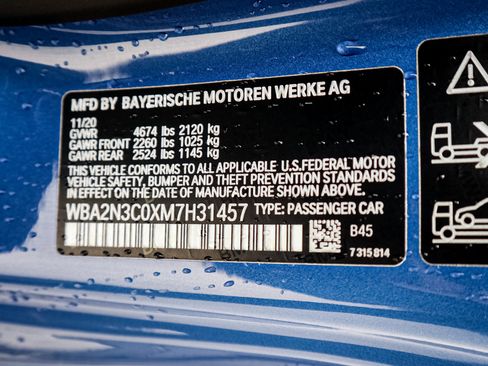 MFD BY BAYERISCHE MOTOREN WERKE AG
11/20
GVWR 4674 lbs 2120 kg
GAWR FRONT 2260 lbs 1025 kg
GAWR REAR 2524 lbs 1145 kg
THIS VEHICLE CONFORMS TO ALL APPLICABLE U.S.FEDERAL MOTOR
VEHICLE SAFETY, BUMPER, AND THEFT PREVENTION STANDARDS
IN EFFECT ON THE DATE OF MANUFACTURE SHOWN ABOVE.
WBA2N3C0XM7H31457 TYPE: PASSENGER CAR
B45
7 315 814